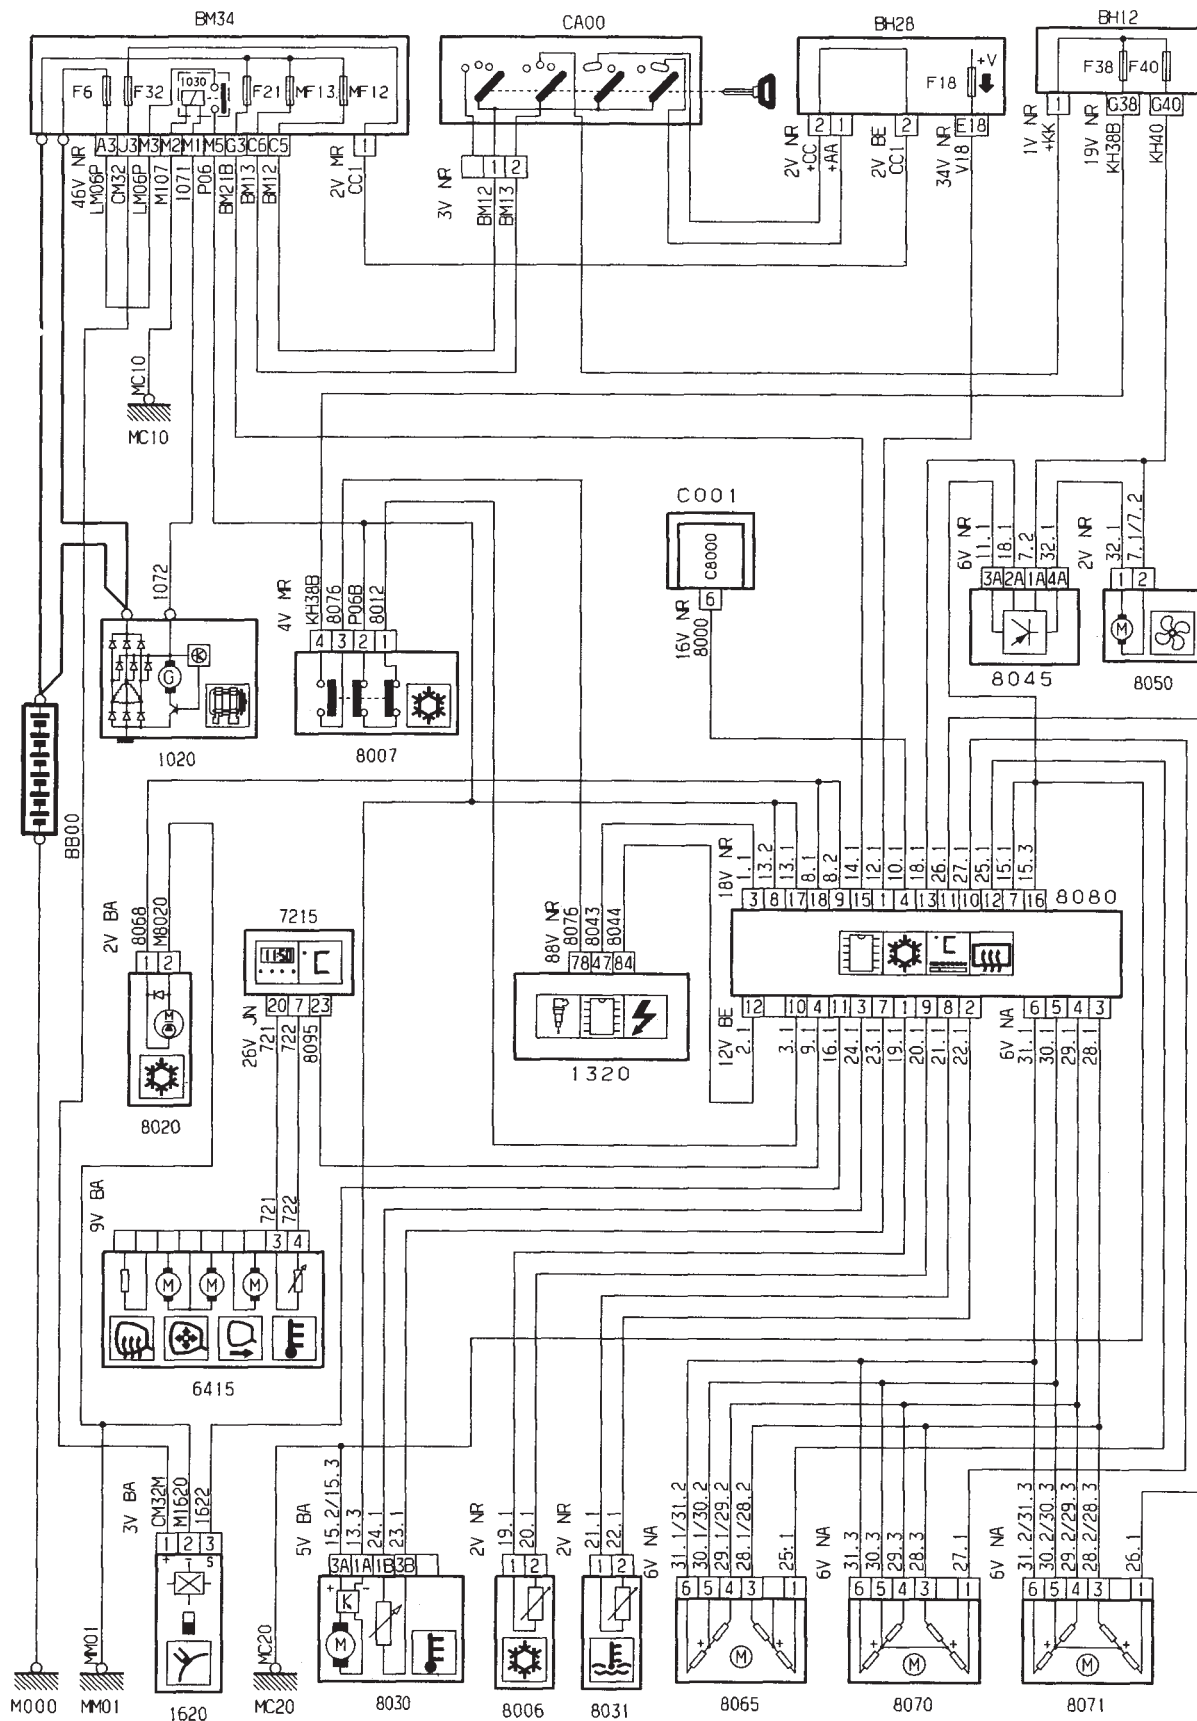 BM34
CA00
BH28
BH12
F6
F32
1030
F21
MF13
MF12
F18
+V
F38
F40
A3 J3 M3 M2 M1 M5 G3 C6 C5
1
1 2
2 1
2
E18
1
G38
G40
46V NR
LM06P
CM32
LM06P
M107
1071
P06
BM21B
BM13
BM12
2V MR
CC1
3V NR
BM12
BM13
2V NR
+CC
+AA
2V BE
CC1
34V NR
V18
1V NR
+KK
19V NR
KH38B
KH40
MC10
MC10
C001
C8000
6
16V NR
8000
6V NR
11.1
18.1
7.2
32.1
2V NR
32.1
7.1/7.2
3A 2A 1A 4A
1 2
M
8045
8050
1072
G
K
1020
4V MR
KH38B
8076
P06B
8012
4 3 2 1
8007
BB00
2V BA
8068
M8020
1 2
M
8020
7215
11:50
°C
20 7 23
26V JN
721
722
8095
88V NR
8076
8043
8044
78 47 84
1320
18V NR
1.1
13.2
13.1
8.1
8.2
14.1
12.1
10.1
18.1
26.1
27.1
25.1
15.1
15.3
3 8 17 18 9 15 1 4 13 11 10 12 7 16
8080
°C
12 10 4 11 3 7 1 9 8 2
6 5 4 3
12V BE
2.1
3.1
9.1
16.1
24.1
23.1
19.1
20.1
21.1
22.1
6V NA
31.1
30.1
29.1
28.1
9V BA
721
722
3 4
M
M
M
6415
3V BA
CM32M
M1620
1622
1 2 3
+ - S
1620
M000
MM01
MM01
MC20
MC20
5V BA
15.2/15.3
13.3
24.1
23.1
3A 1A 1B 3B
+ -
K
M
8030
2V NR
19.1
20.1
1 2
8006
2V NR
21.1
22.1
1 2
8031
6V NA
31.1/31.2
30.1/30.2
29.1/29.2
28.1/28.2
25.1
6 5 4 3 1
+ +
M
8065
6V NA
31.3
30.3
29.3
28.3
27.1
6 5 4 3 1
+ +
M
8070
6V NA
31.2/31.3
30.2/30.3
29.2/29.3
28.2/28.3
26.1
6 5 4 3 1
+ +
M
8071